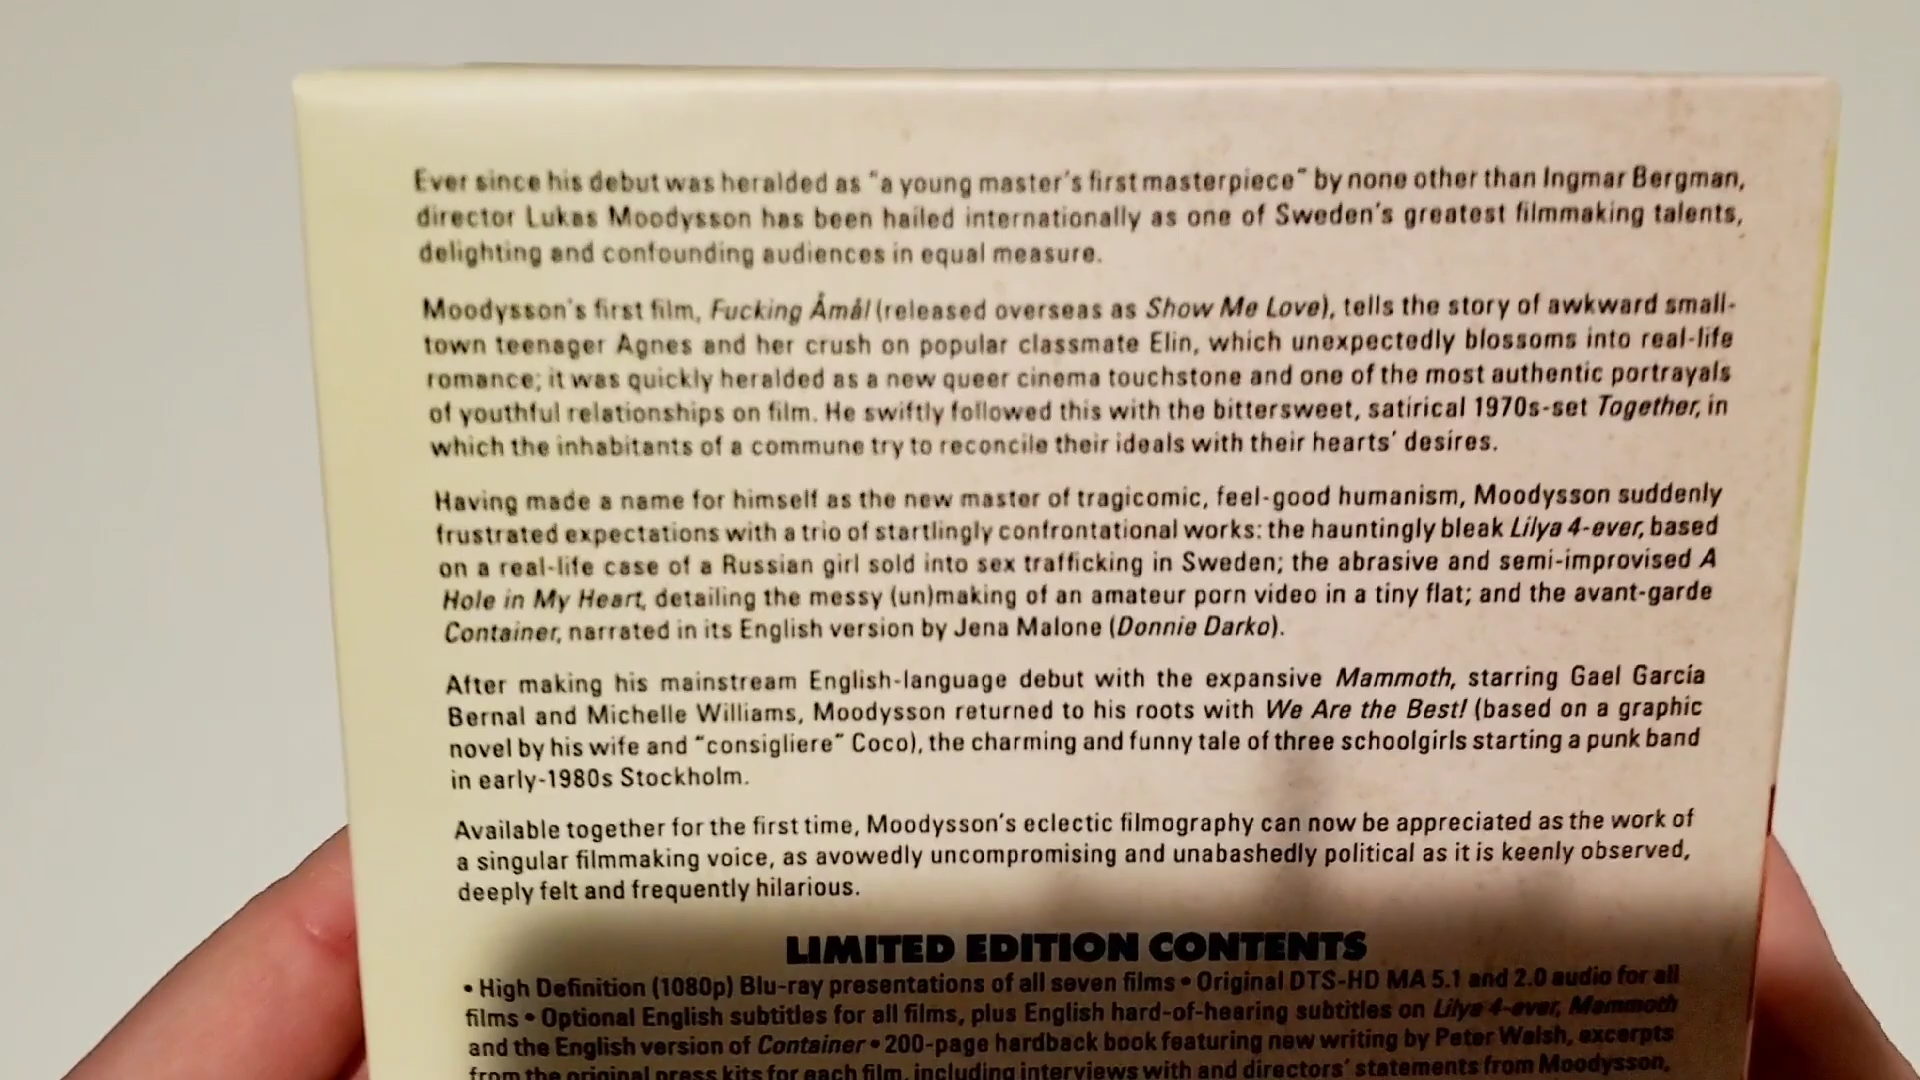 Ever since his debut was heralded as "a young master's first masterpiece" by none other than Ingmar Bergman,
director Lukas Moodysson has been hailed internationally as one of Sweden's greatest filmmaking talents,
delighting and confounding audiences in equal measure.
Moodysson's first film, Fucking Åmål (released overseas as Show Me Love), tells the story of awkward small-
town teenager Agnes and her crush on popular classmate Elin, which unexpectedly blossoms into real-life
romance; it was quickly heralded as a new queer cinema touchstone and one of the most authentic portrayals
of youthful relationships on film. He swiftly followed this with the bittersweet, satirical 1970s-set Together, in
which the inhabitants of a commune try to reconcile their ideals with their hearts' desires.
Having made a name for himself as the new master of tragicomic, feel-good humanism, Moodysson suddenly
frustrated expectations with a trio of startlingly confrontational works: the hauntingly bleak Lilya 4-ever, based
on a real-life case of a Russian girl sold into sex trafficking in Sweden; the abrasive and semi-improvised A
Hole in My Heart, detailing the messy (un)making of an amateur porn video in a tiny flat; and the avant-garde
Container, narrated in its English version by Jena Malone (Donnie Darko).
After making his mainstream English-language debut with the expansive Mammoth, starring Gael García
Bernal and Michelle Williams, Moodysson returned to his roots with We Are the Best! (based on a graphic
novel by his wife and "consigliere" Coco), the charming and funny tale of three schoolgirls starting a punk band
in early-1980s Stockholm.
Available together for the first time, Moodysson's eclectic filmography can now be appreciated as the work of
a singular filmmaking voice, as avowedly uncompromising and unabashedly political as it is keenly observed,
deeply felt and frequently hilarious.
LIMITED EDITION CONTENTS
• High Definition (1080p) Blu-ray presentations of all seven films • Original DTS-HD MA 5.1 and 2.0 audio for all
films • Optional English subtitles for all films, plus English hard-of-hearing subtitles on Lilya 4-ever, Mammoth
and the English version of Container • 200-page hardback book featuring new writing by Peter Walsh, excerpts
from the original press kits for each film, including interviews with and directors' statements from Moodysson,